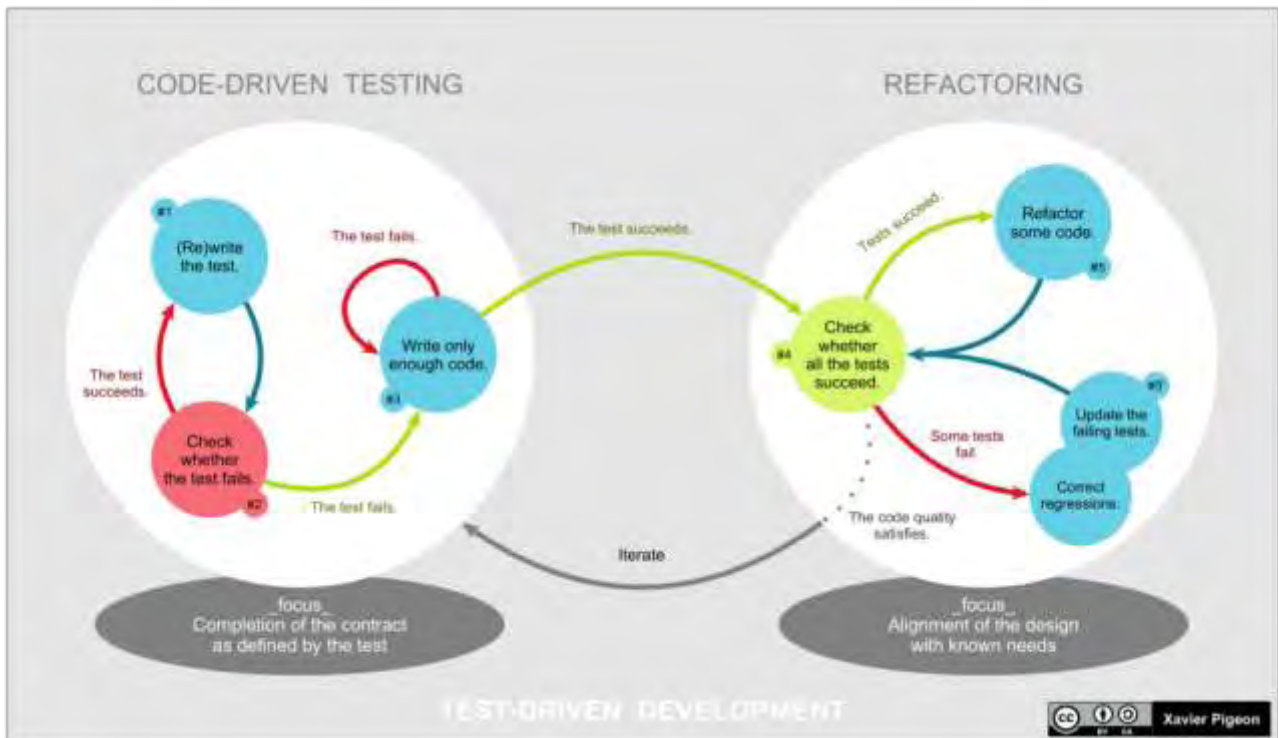 CODE-DRIVEN TESTING
REFACTORING
#1
(Re)write
the test.
The test fails.
The test succeeds.
Tests succeed.
Refactor
some code.
#5
Write only
enough code.
#3
The test
succeeds.
Check
whether
the test fails.
#2
The test fails.
Check
whether
all the tests
succeed.
#4
Update the
failing tests.
Some tests
fail.
Correct
regressions.
The code quality
satisfies.
Iterate
_focus_
Completion of the contract
as defined by the test
_focus_
Alignment of the design
with known needs
TEST-DRIVEN DEVELOPMENT
cc
BY
Xavier Pigeon